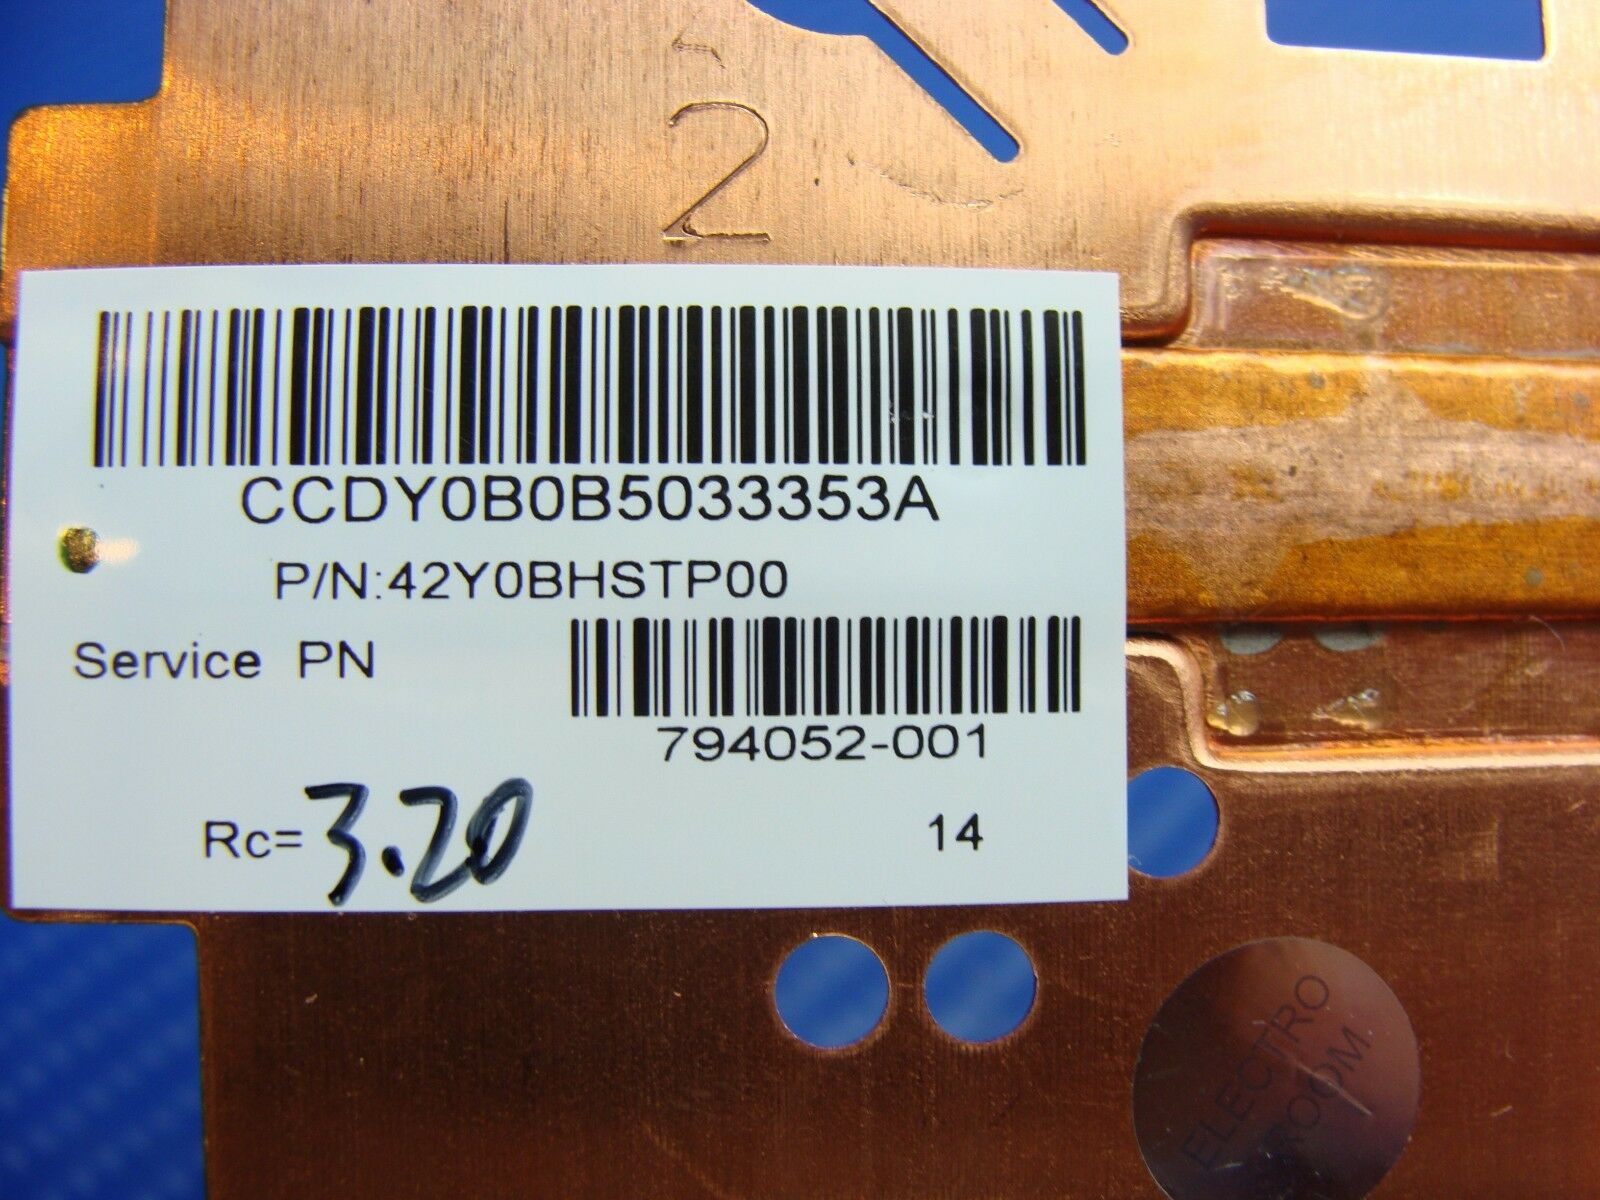 2
CCDY0B0B5033353A
P/N:42Y0BHSTP00
Service PN
794052-001
Rc=3.20
14
ELECTRO
ROOM